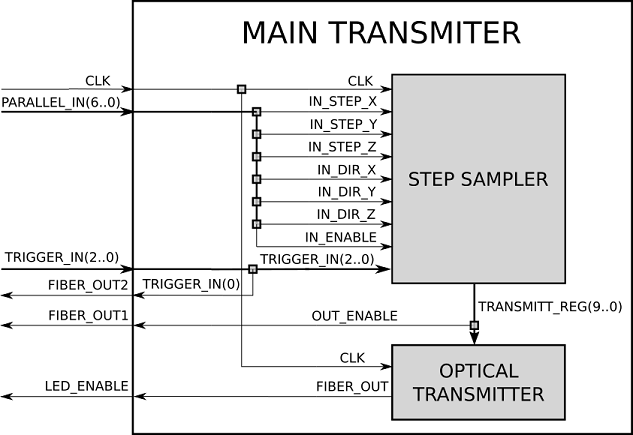 MAIN TRANSMITER
CLK
CLK
PARALLEL_IN(6..0)
IN_STEP_X
IN_STEP_Y
IN_STEP_Z
IN_DIR_X
STEP SAMPLER
IN_DIR_Y
IN_DIR_Z
IN_ENABLE
TRIGGER_IN(2..0)
TRIGGER_IN(2..0)
FIBER_OUT2
TRIGGER_IN(0)
TRANSMITT_REG(9..0)
FIBER_OUT1
OUT_ENABLE
CLK
OPTICAL
TRANSMITTER
LED_ENABLE
FIBER_OUT